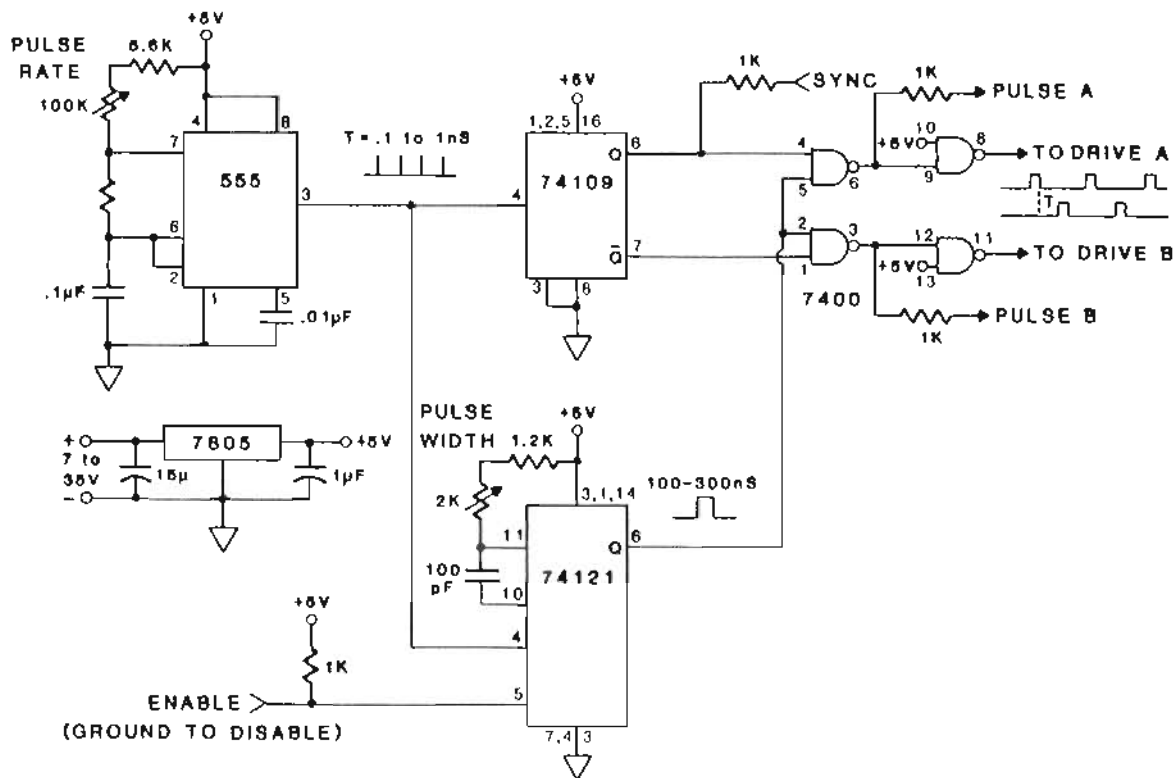 +5V
PULSE
RATE
5.6K
100K
4
8
7
555
3
6
2
1
5
.1µK
.01µF
T = .1 to 1nS
+5V
1,2,5
16
4
74109
Q
6
Q̅
7
3
8
1K
SYNC
1K
PULSE A
4
5
6
+5V
10
9
8
TO DRIVE A
T
2
1
3
12
+5V
13
11
TO DRIVE B
7400
1K
PULSE B
+
7 to
35V
−
7805
+5V
15µ
1µF
PULSE
WIDTH
+5V
1.2K
2K
3,1,14
100-300nS
11
Q
6
100
pF
10
74121
4
+5V
1K
5
ENABLE
(GROUND TO DISABLE)
7,4
3